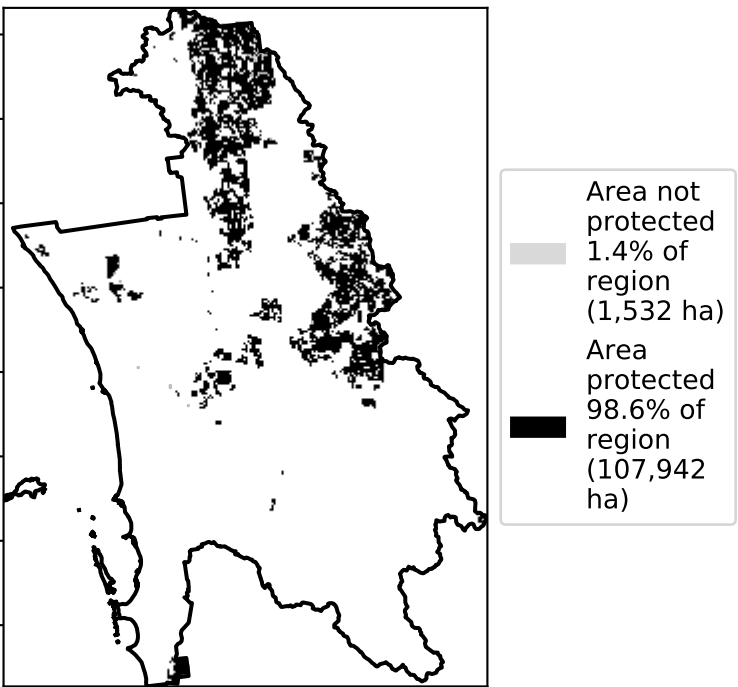 Area not
protected
1.4% of
region
(1,532 ha)
Area
protected
98.6% of
region
(107,942
ha)